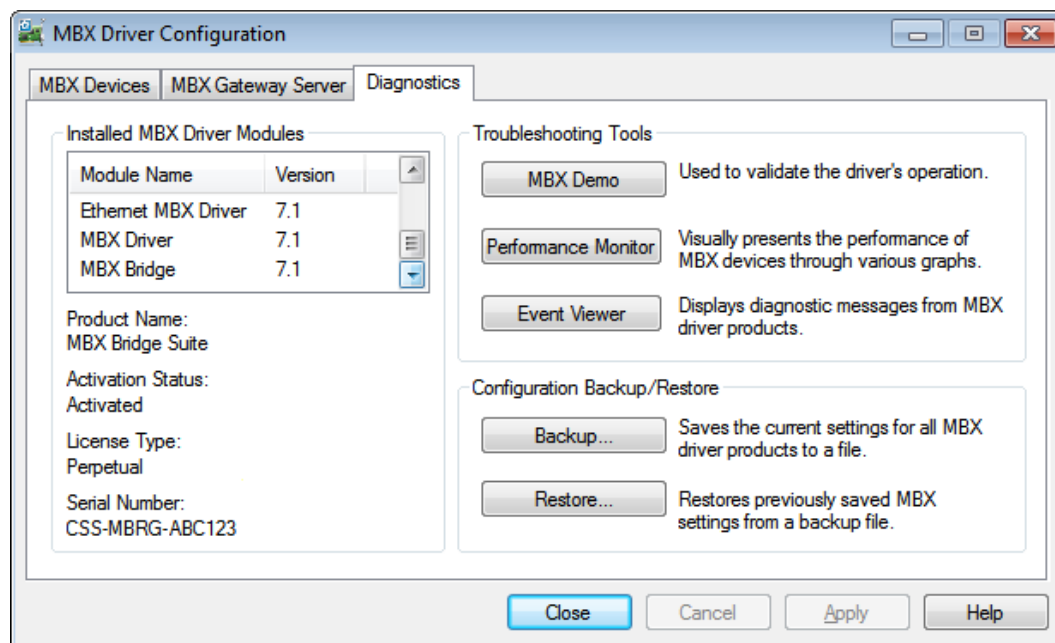 MBX Driver Configuration
MBX Devices MBX Gateway Server Diagnostics
Installed MBX Driver Modules
Module Name Version
Ethernet MBX Driver 7.1
MBX Driver 7.1
MBX Bridge 7.1
Product Name:
MBX Bridge Suite
Activation Status:
Activated
License Type:
Perpetual
Serial Number:
CSS-MBRG-ABC123
Troubleshooting Tools
MBX Demo
Used to validate the driver's operation.
Performance Monitor
Visually presents the performance of
MBX devices through various graphs.
Event Viewer
Displays diagnostic messages from MBX
driver products.
Configuration Backup/Restore
Backup...
Saves the current settings for all MBX
driver products to a file.
Restore...
Restores previously saved MBX
settings from a backup file.
Close Cancel Apply Help